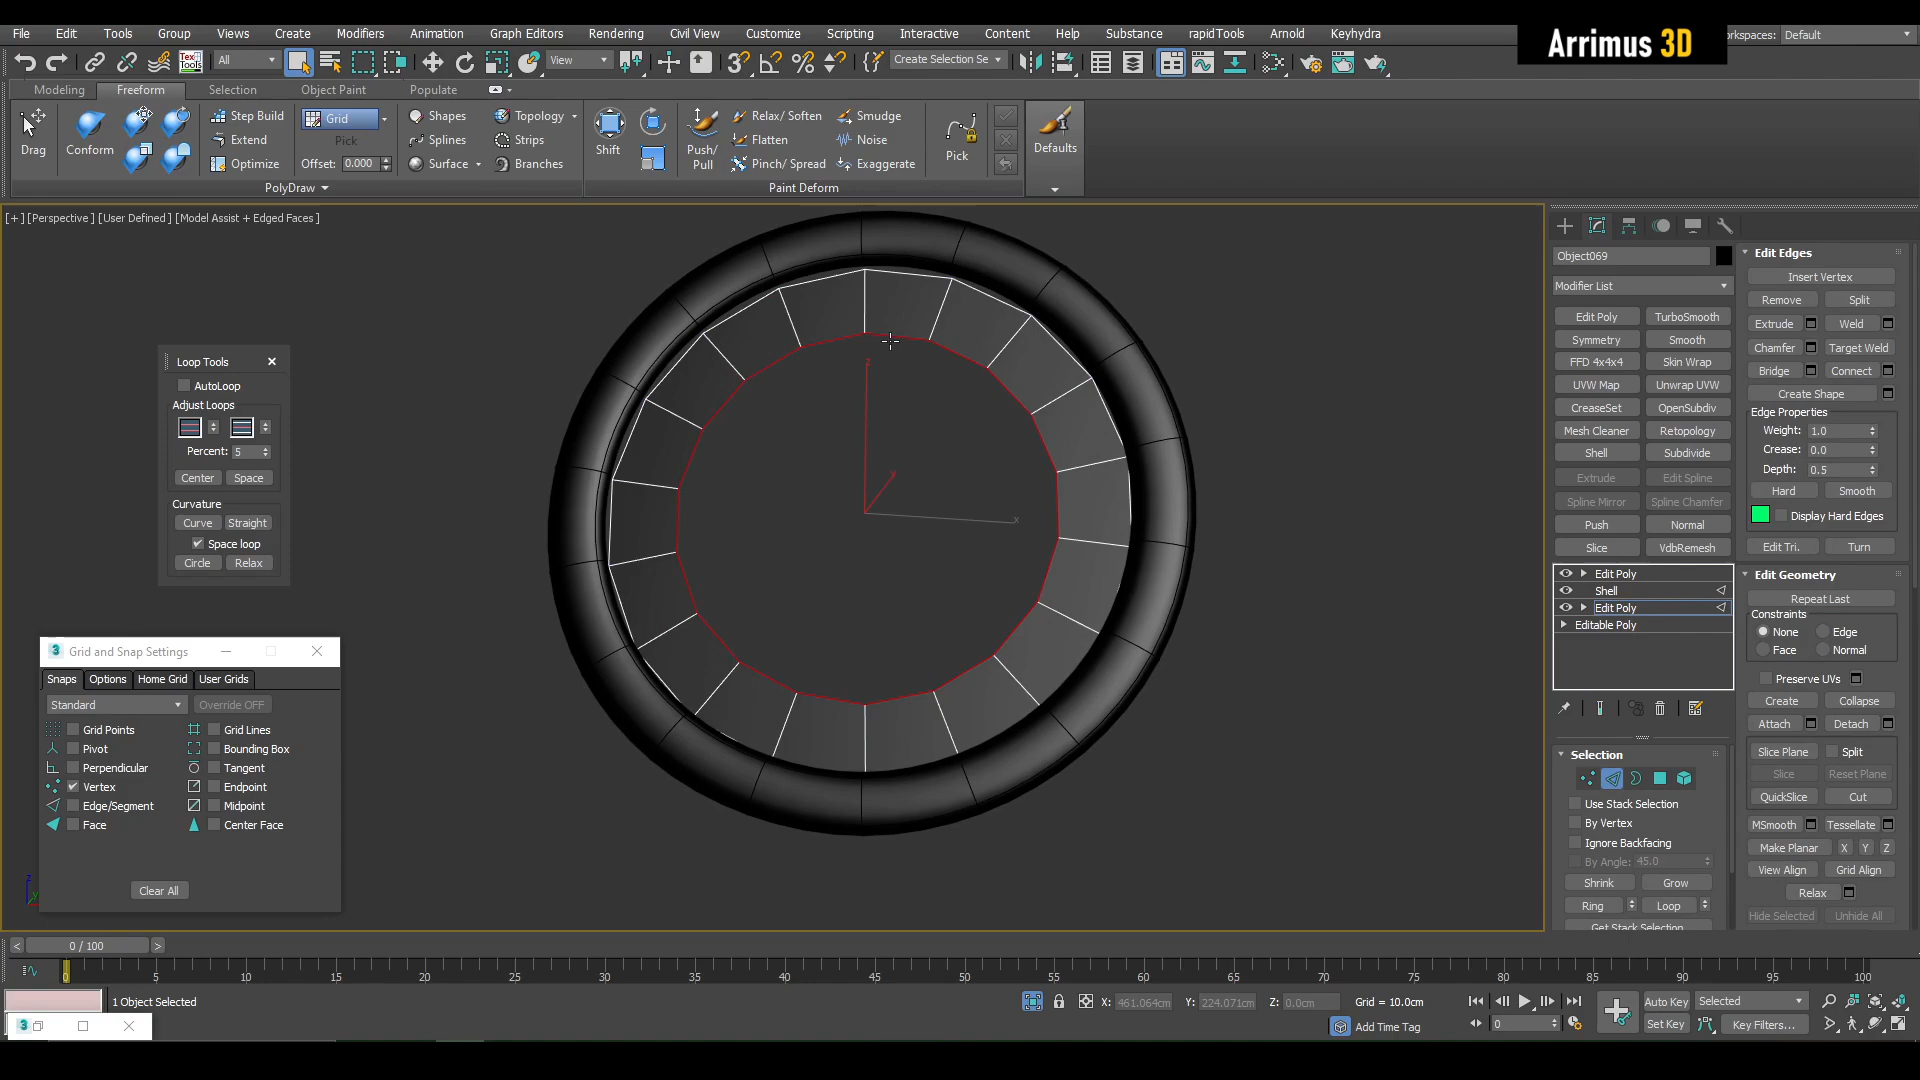 File Edit Tools Group Views Create Modifiers Animation Graph Editors Rendering Civil View Customize Scripting Interactive Content Help Substance rapidTools Arnold Keyhydra
Arrimus 3D
rkspaces: Default
Text Tools All View Create Selection Se
Modeling Freeform Selection Object Paint Populate
Drag Conform Step Build Extend Optimize Grid Pick Offset: 0.000
Shapes Splines Surface Topology Strips Branches
Shift Push/ Pull Relax/ Soften Flatten Pinch/ Spread Smudge Noise Exaggerate Pick Defaults
PolyDraw Paint Deform
[+] [Perspective ] [User Defined ] [Model Assist + Edged Faces ]
z
y
x
Loop Tools
AutoLoop
Adjust Loops
Percent: 5
Center Space
Curvature
Curve Straight
Space loop
Circle Relax
3 Grid and Snap Settings
Snaps Options Home Grid User Grids
Standard Override OFF
Grid Points Grid Lines
Pivot Bounding Box
Perpendicular Tangent
Vertex Endpoint
Edge/Segment Midpoint
Face Center Face
Clear All
z
y
Object069
Modifier List
Edit Poly TurboSmooth
Symmetry Smooth
FFD 4x4x4 Skin Wrap
UVW Map Unwrap UVW
CreaseSet OpenSubdiv
Mesh Cleaner Retopology
Shell Subdivide
Extrude Edit Spline
Spline Mirror Spline Chamfer
Push Normal
Slice VdbRemesh
Edit Poly
Shell
Edit Poly
Editable Poly
Selection
Use Stack Selection
By Vertex
Ignore Backfacing
By Angle: 45.0
Shrink Grow
Ring Loop
Get Stack Selection
Edit Edges
Insert Vertex
Remove Split
Extrude Weld
Chamfer Target Weld
Bridge Connect
Create Shape
Edge Properties
Weight: 1.0
Crease: 0.0
Depth: 0.5
Hard Smooth
Display Hard Edges
Edit Tri. Turn
Edit Geometry
Repeat Last
Constraints
None Edge
Face Normal
Preserve UVs
Create Collapse
Attach Detach
Slice Plane Split
Slice Reset Plane
QuickSlice Cut
MSmooth Tessellate
Make Planar X Y Z
View Align Grid Align
Relax
Hide Selected Unhide All
< 0 / 100 >
0 5 10 15 20 25 30 35 40 45 50 55 60 65 70 75 80 85 90 95 100
1 Object Selected X: 461.064cm Y: 224.071cm Z: 0.0cm Grid = 10.0cm Auto Key Selected
3 Add Time Tag 0 Set Key Key Filters...